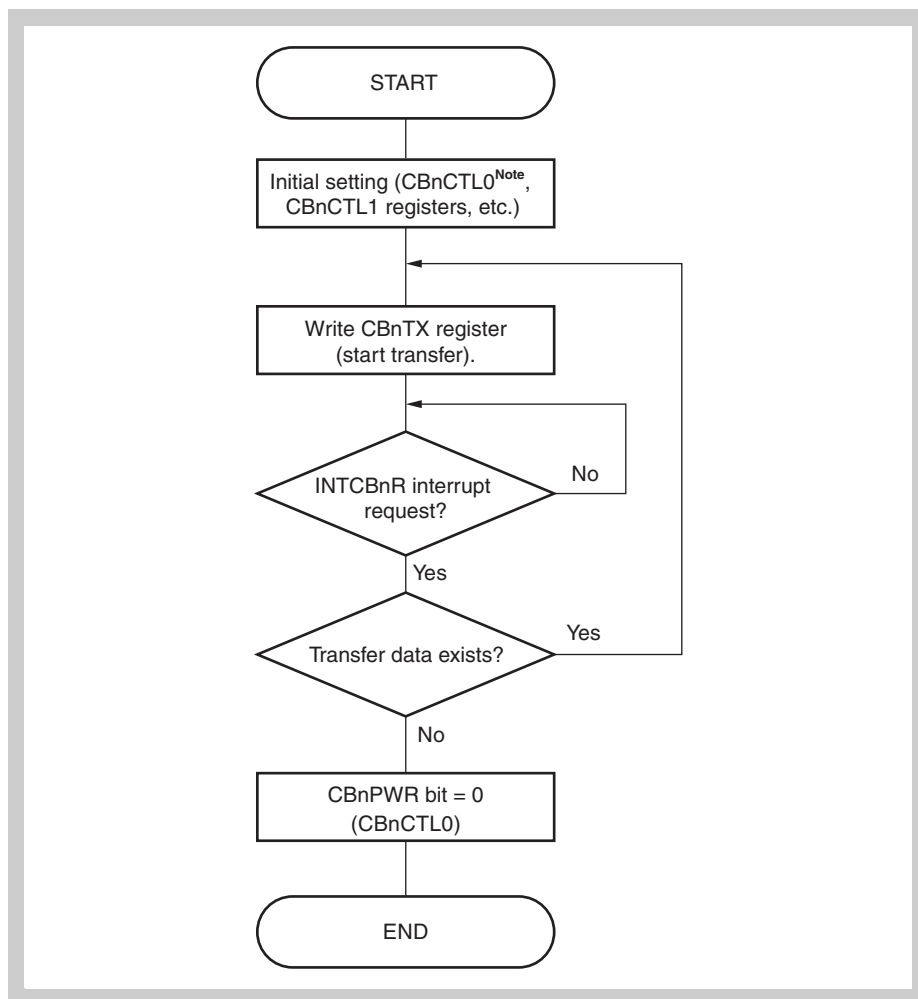 START
Initial setting (CBnCTL0Note,
CBnCTL1 registers, etc.)
Write CBnTX register
(start transfer).
INTCBnR interrupt
request?
No
Yes
Transfer data exists?
Yes
No
CBnPWR bit = 0
(CBnCTL0)
END